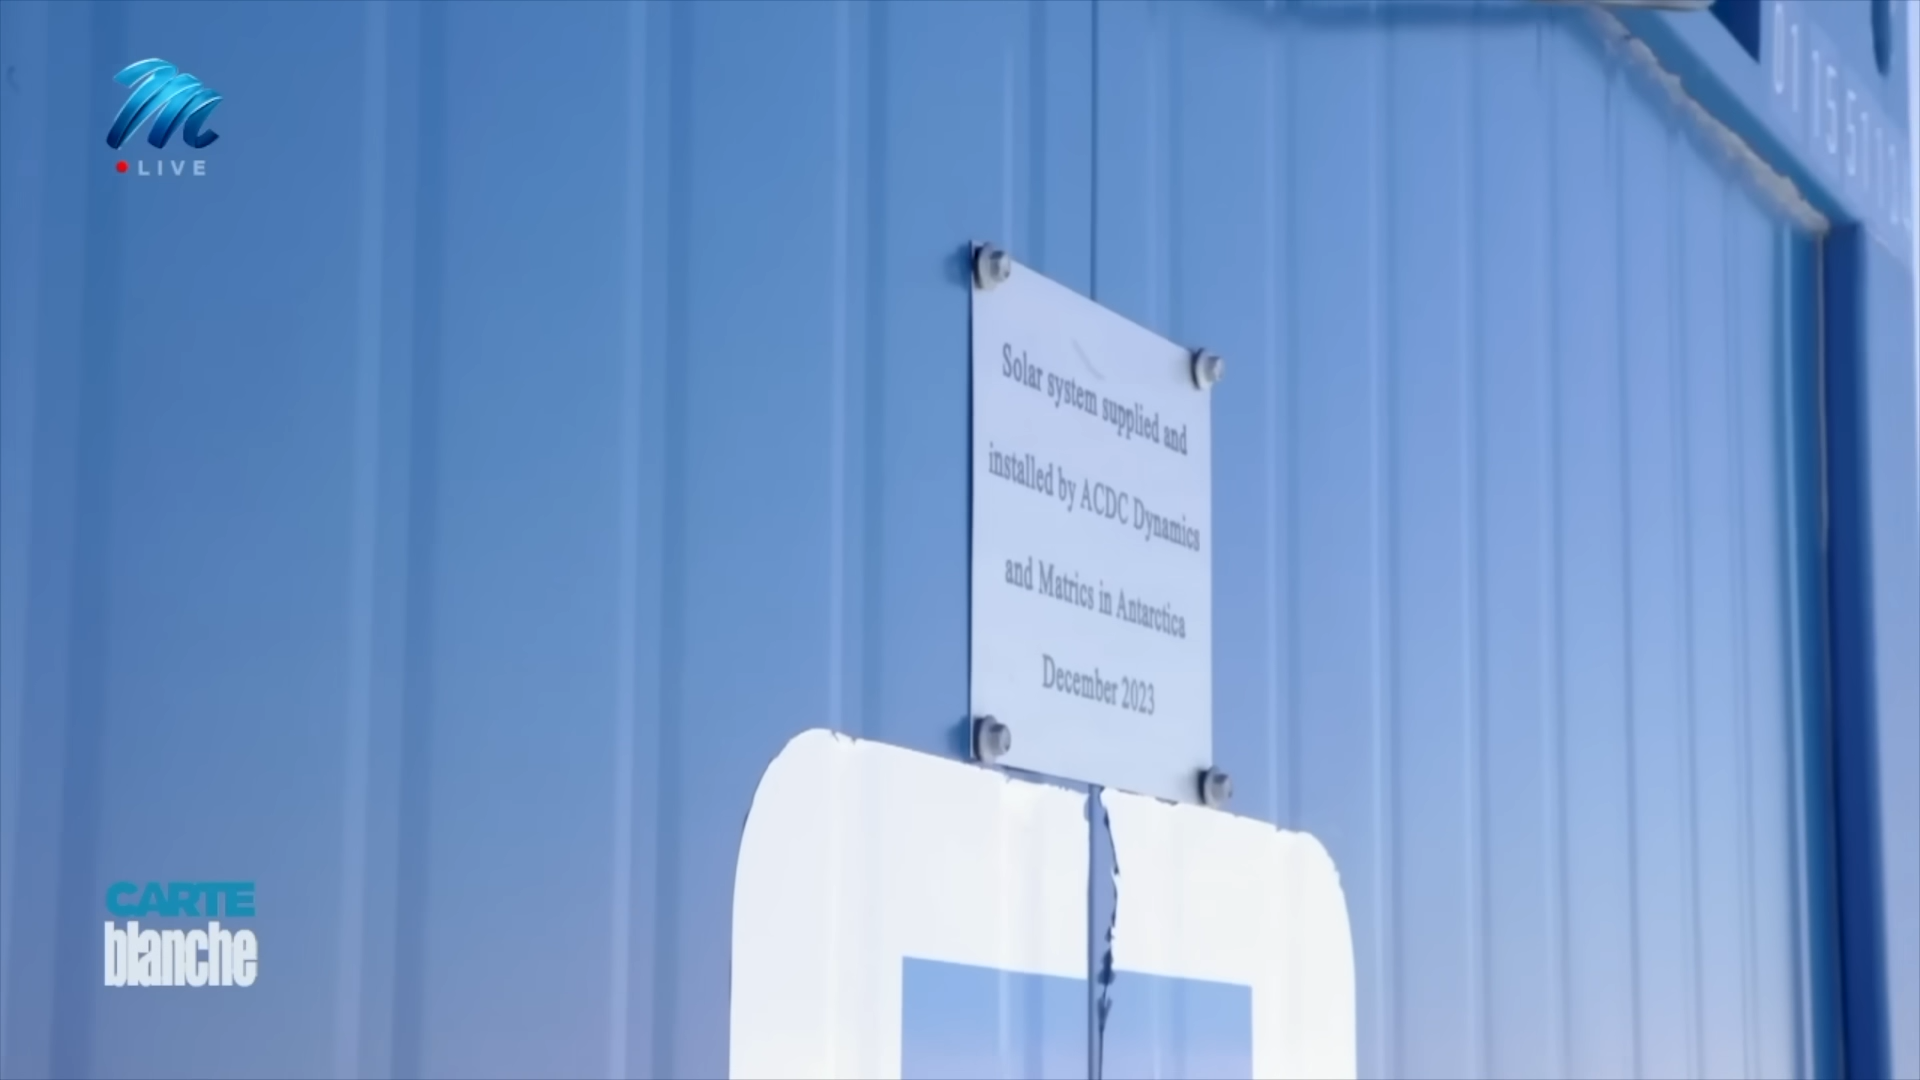 LIVE
Solar system supplied and
installed by ACDC Dynamics
and Matrics in Antarctica
December 2023
CARTE
blanche